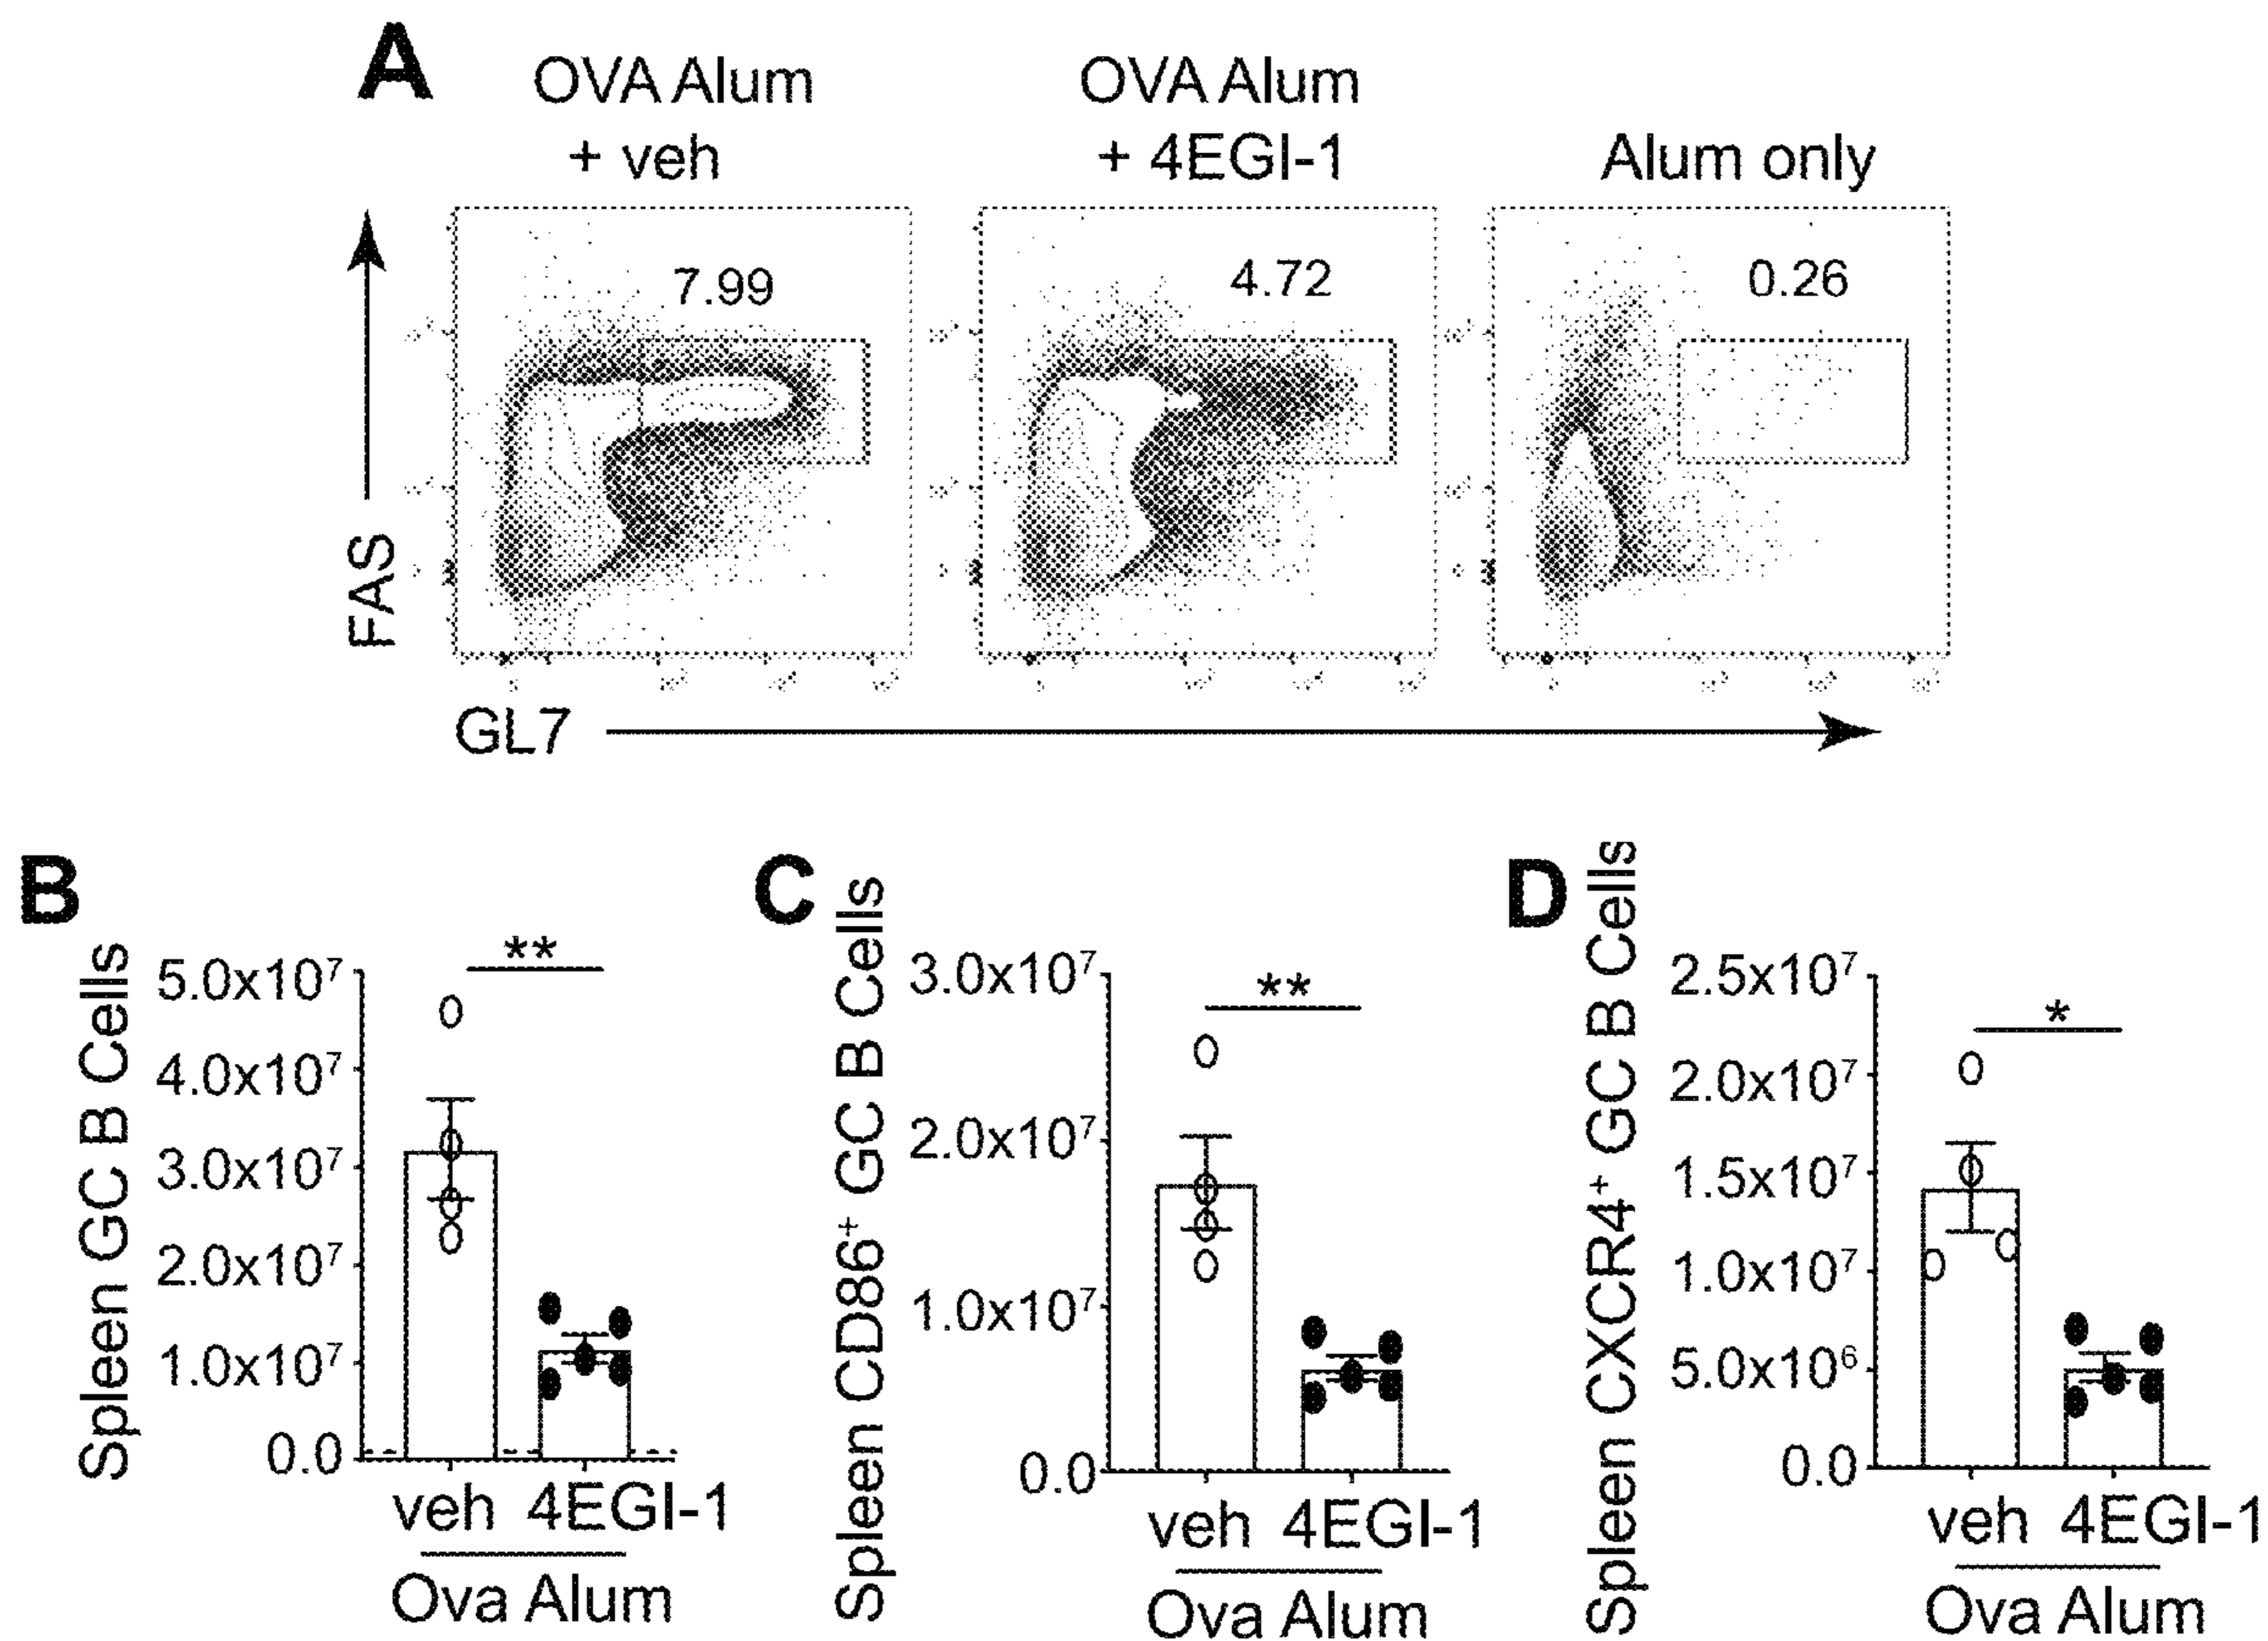 A
OVA Alum
+ veh
OVA Alum
+ 4EGI-1
Alum only
7.99
4.72
0.26
FAS
GL7
B
Spleen GC B Cells
5.0x10⁷
4.0x10⁷
3.0x10⁷
2.0x10⁷
1.0x10⁷
0.0
**
veh 4EGI-1
Ova Alum
C
Spleen CD86⁺ GC B Cells
3.0x10⁷
2.0x10⁷
1.0x10⁷
0.0
**
veh 4EGI-1
Ova Alum
D
Spleen CXCR4⁺ GC B Cells
2.5x10⁷
2.0x10⁷
1.5x10⁷
1.0x10⁷
5.0x10⁶
0.0
*
veh 4EGI-1
Ova Alum